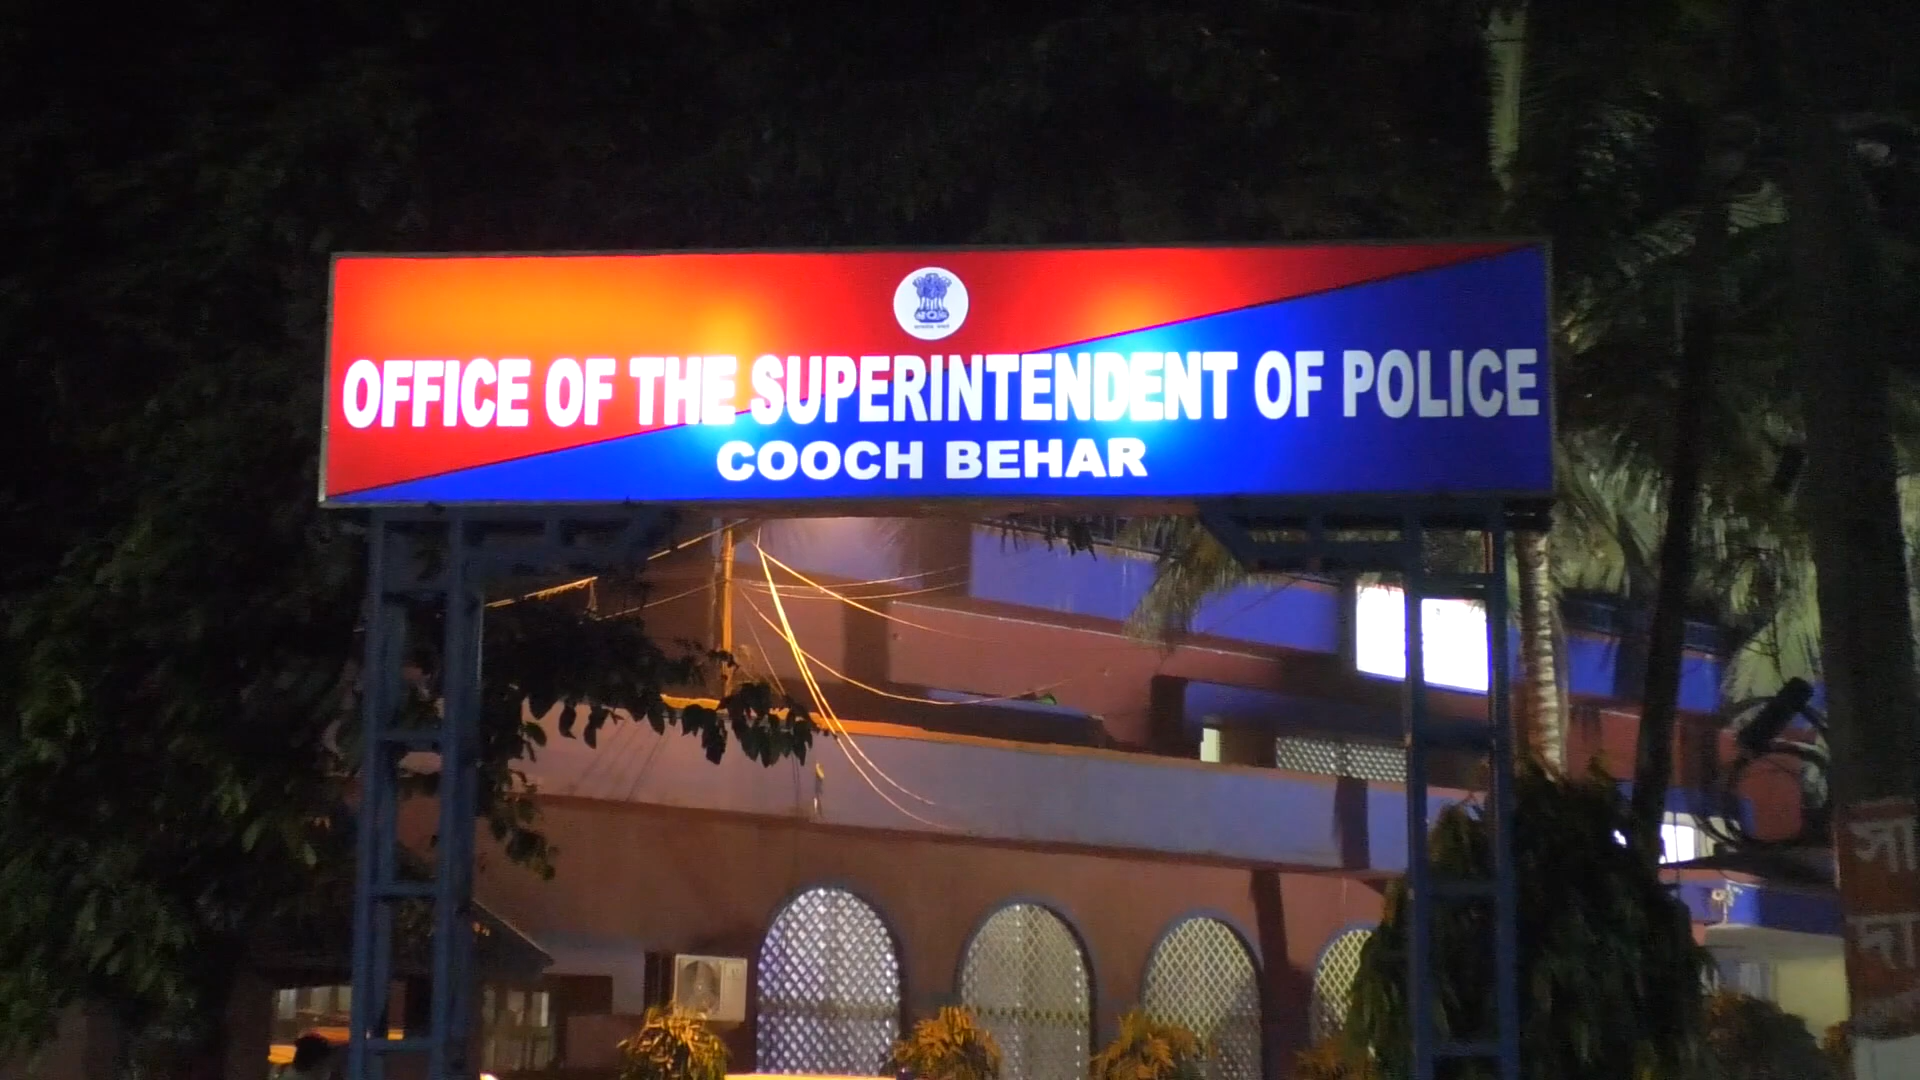 OFFICE OF THE SUPERINTENDENT OF POLICE
COOCH BEHAR
সা
দা